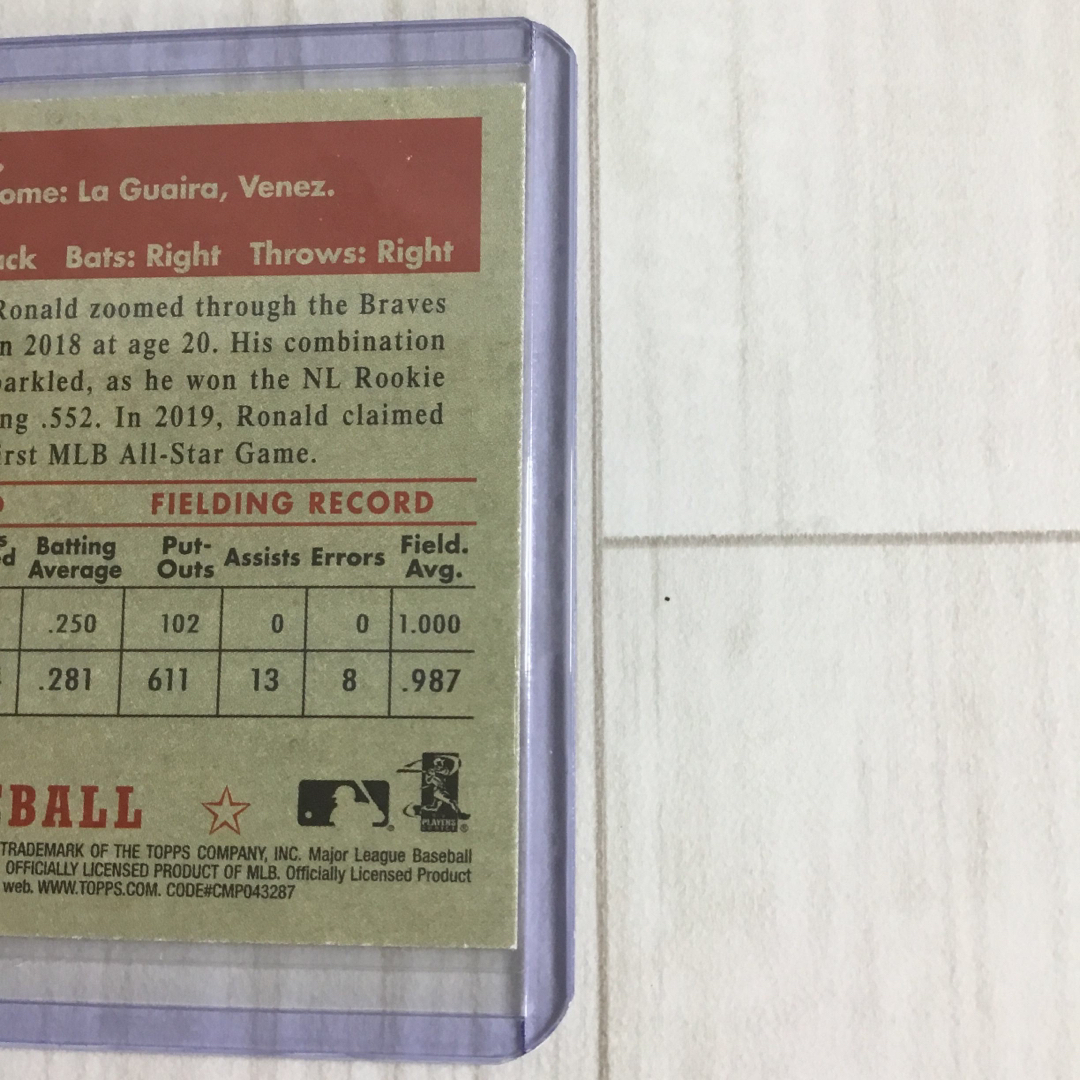 ome: La Guaira, Venez.
ck Bats: Right Throws: Right
Ronald zoomed through the Braves
n 2018 at age 20. His combination
parkled, as he won the NL Rookie
ng .552. In 2019, Ronald claimed
irst MLB All-Star Game.
FIELDING RECORD
Batting Average Put-Outs Assists Errors Field. Avg.
.250 102 0 0 1.000
.281 611 13 8 .987
BALL
PLAYERS
TRADEMARK OF THE TOPPS COMPANY, INC. Major League Baseball
OFFICIALLY LICENSED PRODUCT OF MLB. Officially Licensed Product
web. WWW.TOPPS.COM. CODE#CMP043287